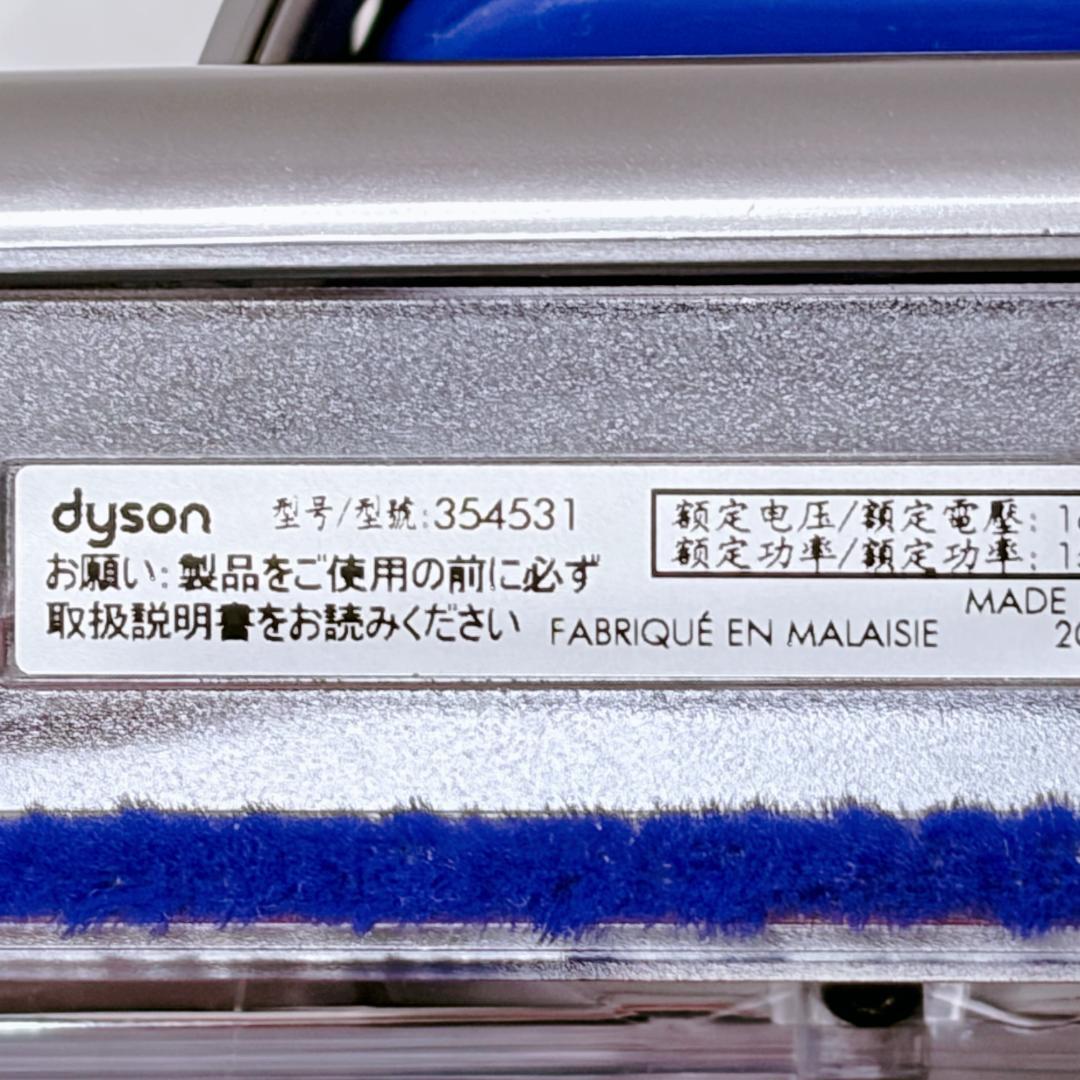 dyson 型号/型號:354531
お願い:製品をご使用の前に必ず
取扱説明書をお読みください
额定电压/額定電壓:
额定功率/額定功率:
MADE
FABRIQUÉ EN MALAISIE